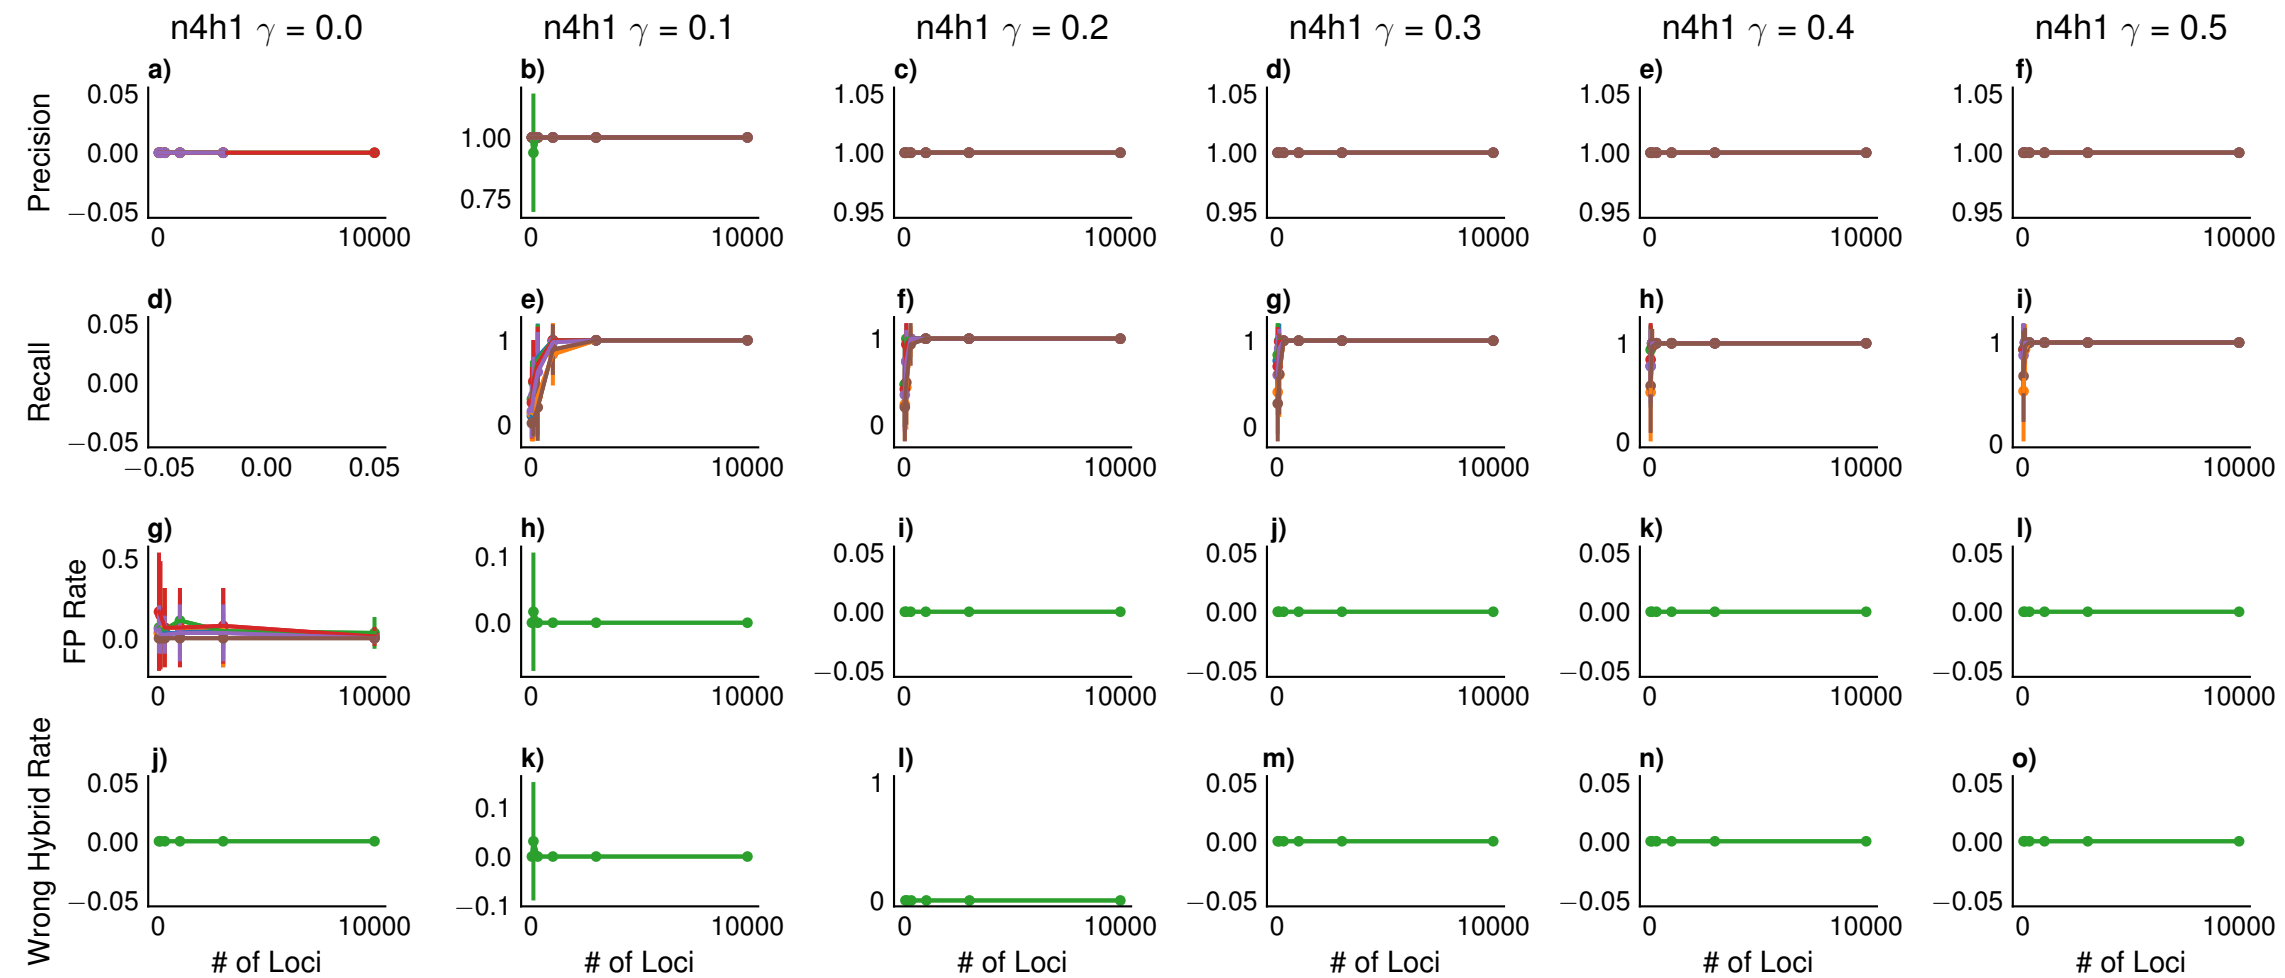 n4h1 γ = 0.0 n4h1 γ = 0.1 n4h1 γ = 0.2 n4h1 γ = 0.3 n4h1 γ = 0.4 n4h1 γ = 0.5
a) b) c) d) e) f)
Precision
0.05 1.05 1.05 1.05 1.05
1.00
0.00 1.00 1.00 1.00 1.00
0.75
−0.05 0.95 0.95 0.95 0.95
0 10000 0 10000 0 10000 0 10000 0 10000 0 10000
d) e) f) g) h) i)
Recall
0.05 1 1 1 1 1
0.00
−0.05 0 0 0 0 0
−0.05 0.00 0.05 0 10000 0 10000 0 10000 0 10000 0 10000
g) h) i) j) k) l)
FP Rate
0.5 0.1 0.05 0.05 0.05 0.05
0.0 0.0 0.00 0.00 0.00 0.00
−0.05 −0.05 −0.05 −0.05
0 10000 0 10000 0 10000 0 10000 0 10000 0 10000
j) k) l) m) n) o)
Wrong Hybrid Rate
0.05 0.1 1 0.05 0.05 0.05
0.00 0.0 0.00 0.00 0.00
−0.05 −0.1 0 −0.05 −0.05 −0.05
0 10000 0 10000 0 10000 0 10000 0 10000 0 10000
# of Loci # of Loci # of Loci # of Loci # of Loci # of Loci